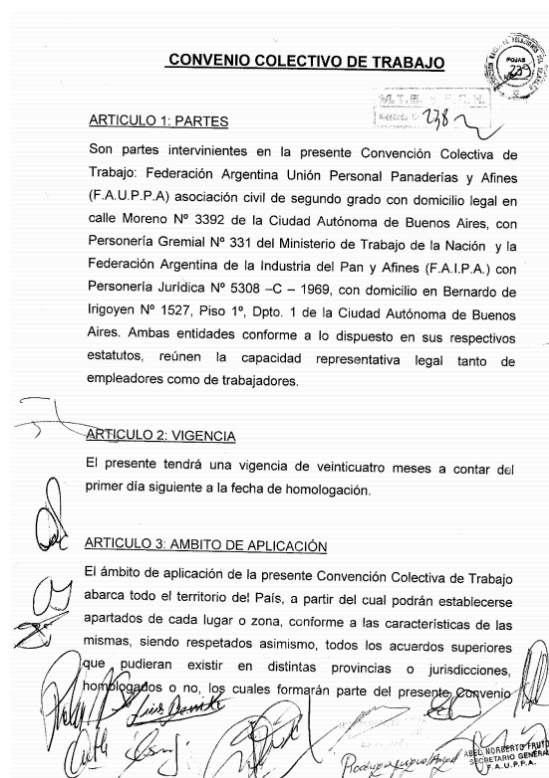 CONVENIO COLECTIVO DE TRABAJO
FOJAS
239
238
ARTICULO 1: PARTES
Son partes intervinientes en la presente Convención Colectiva de
Trabajo: Federación Argentina Unión Personal Panaderías y Afines
(F.A.U.P.P.A) asociación civil de segundo grado con domicilio legal en
calle Moreno Nº 3392 de la Ciudad Autónoma de Buenos Aires, con
Personería Gremial Nº 331 del Ministerio de Trabajo de la Nación y la
Federación Argentina de la Industria del Pan y Afines (F.A.I.P.A.) con
Personería Jurídica Nº 5308 –C – 1969, con domicilio en Bernardo de
Irigoyen Nº 1527, Piso 1º, Dpto. 1 de la Ciudad Autónoma de Buenos
Aires. Ambas entidades conforme a lo dispuesto en sus respectivos
estatutos, reúnen la capacidad representativa legal tanto de
empleadores como de trabajadores.
ARTICULO 2: VIGENCIA
El presente tendrá una vigencia de veinticuatro meses a contar del
primer día siguiente a la fecha de homologación.
ARTICULO 3: AMBITO DE APLICACIÓN
El ámbito de aplicación de la presente Convención Colectiva de Trabajo
abarca todo el territorio del País, a partir del cual podrán establecerse
apartados de cada lugar o zona, conforme a las características de las
mismas, siendo respetados asimismo, todos los acuerdos superiores
que pudieran existir en distintas provincias o jurisdicciones,
homologados o no, los cuales formarán parte del presente Convenio
Luis
ABEL NORBERTO FRUTO
SECRETARIO GENERAL
F.A.U.P.P.A.